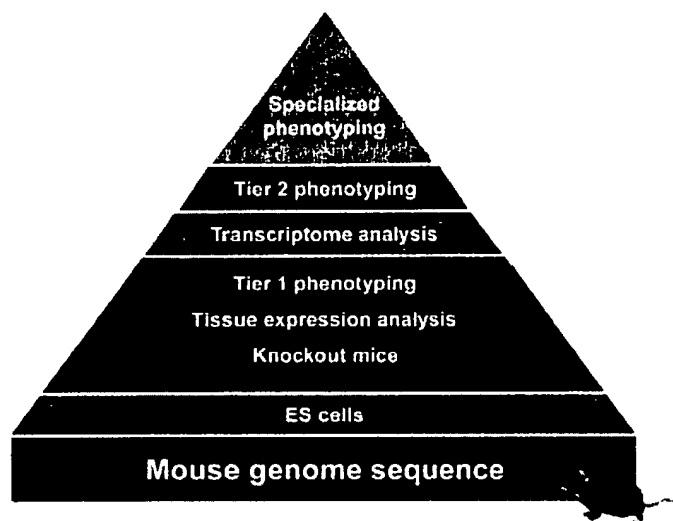 Specialized
phenotyping
Tier 2 phenotyping
Transcriptome analysis
Tier 1 phenotyping
Tissue expression analysis
Knockout mice
ES cells
Mouse genome sequence